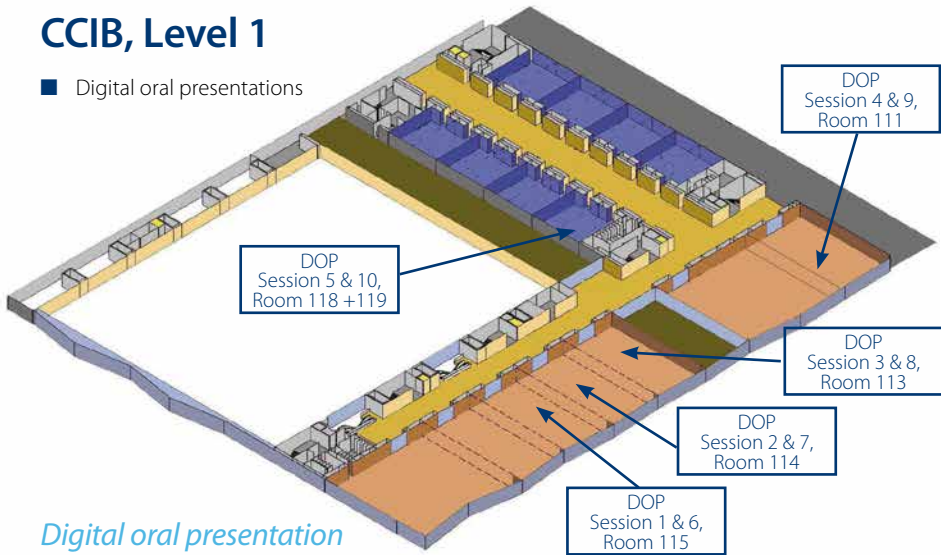 CCIB, Level 1
Digital oral presentations
DOP
Session 4 & 9,
Room 111
DOP
Session 5 & 10,
Room 118 +119
DOP
Session 3 & 8,
Room 113
DOP
Session 2 & 7,
Room 114
DOP
Session 1 & 6,
Room 115
Digital oral presentation